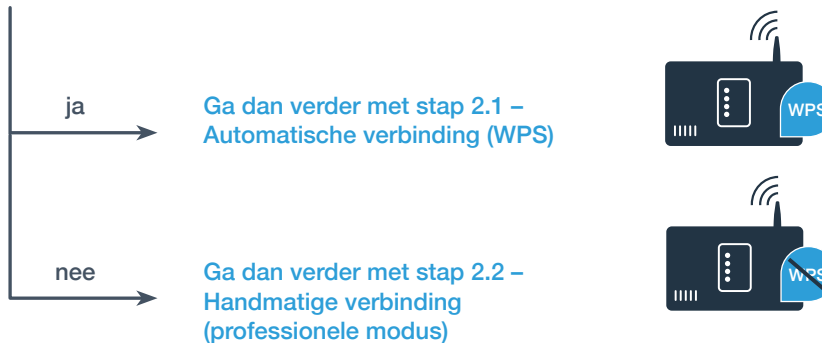 ja
Ga dan verder met stap 2.1 –
Automatische verbinding (WPS)
WPS
nee
Ga dan verder met stap 2.2 –
Handmatige verbinding
(professionele modus)
WPS